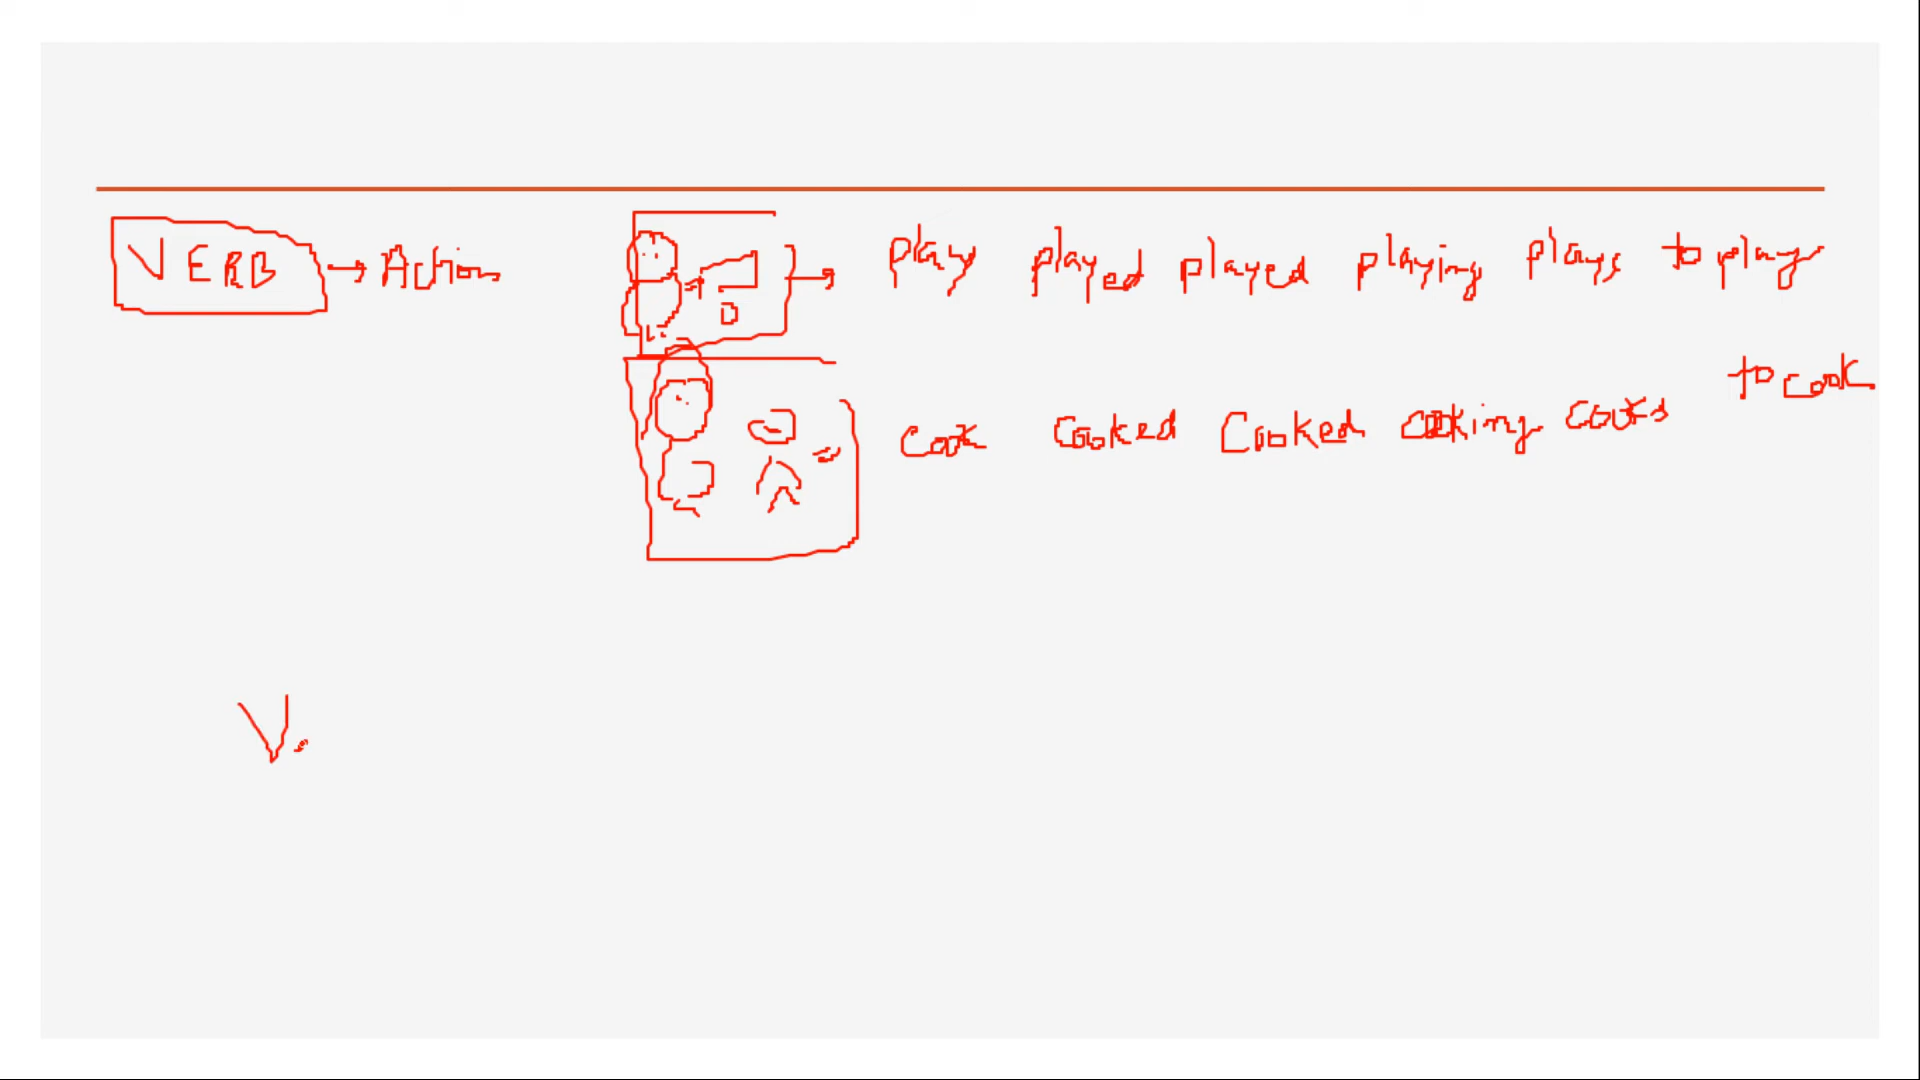 VERB → Action play played played playing plays to play
to cook
cook cooked Cooked cooking cooks
V.